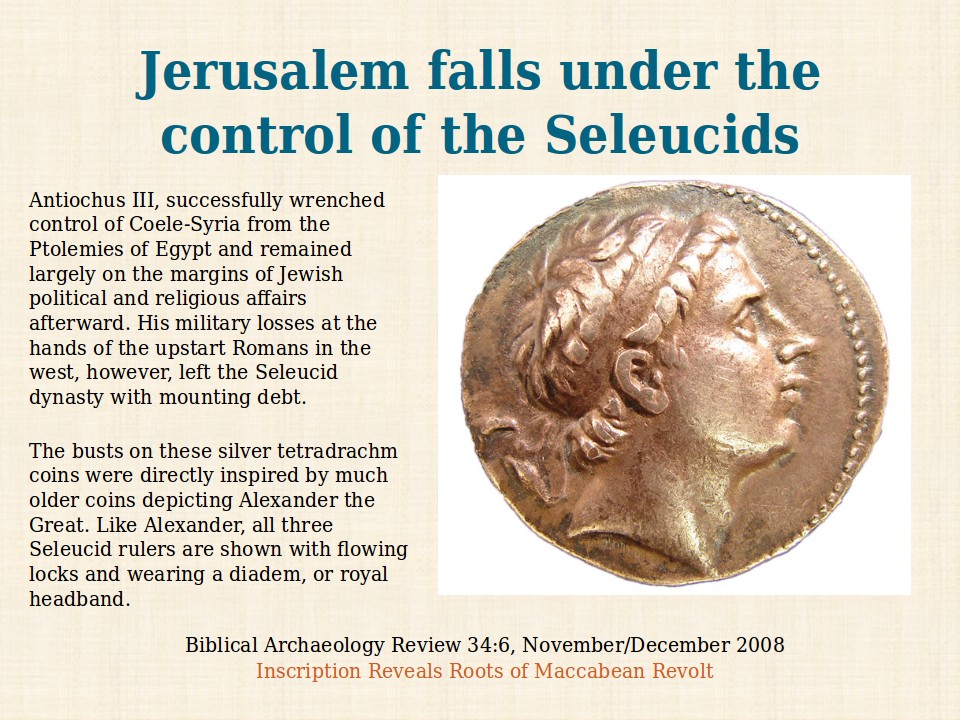 Jerusalem falls under the
control of the Seleucids
Antiochus III, successfully wrenched
control of Coele-Syria from the
Ptolemies of Egypt and remained
largely on the margins of Jewish
political and religious affairs
afterward. His military losses at the
hands of the upstart Romans in the
west, however, left the Seleucid
dynasty with mounting debt.
The busts on these silver tetradrachm
coins were directly inspired by much
older coins depicting Alexander the
Great. Like Alexander, all three
Seleucid rulers are shown with flowing
locks and wearing a diadem, or royal
headband.
Biblical Archaeology Review 34:6, November/December 2008
Inscription Reveals Roots of Maccabean Revolt